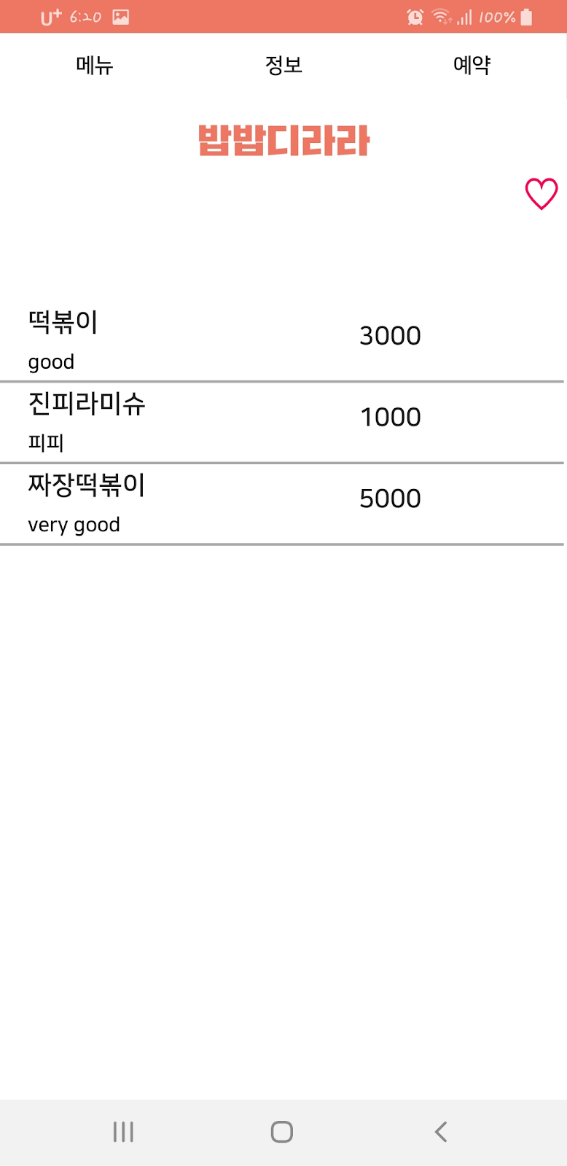 U+ 6:20 100%
메뉴 정보 예약
밥밥디라라
떡볶이
3000
good
진피라미슈
1000
피피
짜장떡볶이
5000
very good